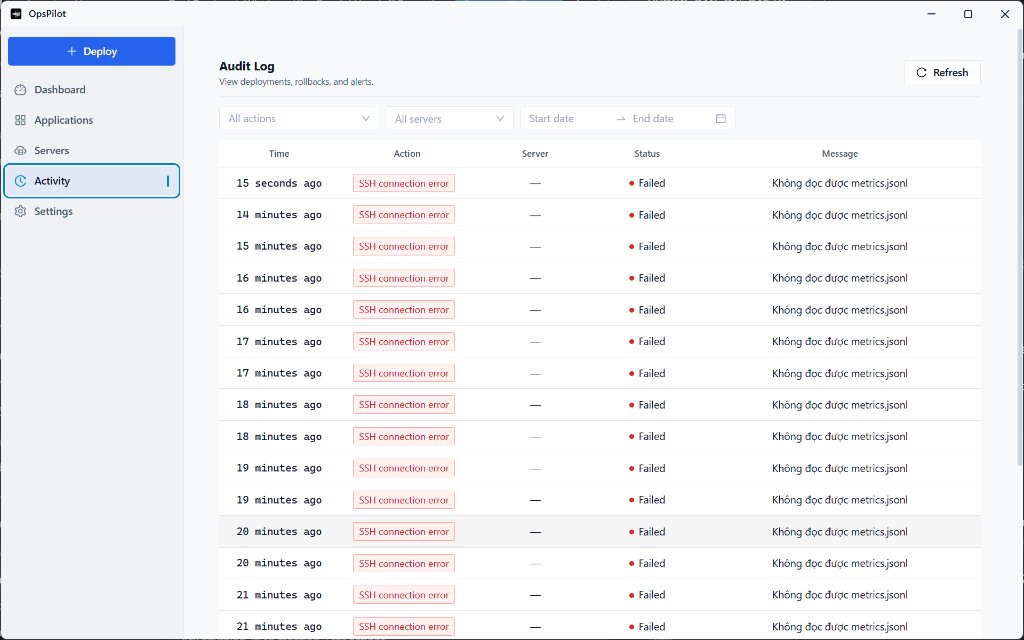 OpsPilot
+ Deploy
Dashboard
Applications
Servers
Activity
Settings
Audit Log
View deployments, rollbacks, and alerts.
Refresh
All actions
All servers
Start date → End date
Time Action Server Status Message
15 seconds ago SSH connection error — Failed Không đọc được metrics.jsonl
14 minutes ago SSH connection error — Failed Không đọc được metrics.jsonl
15 minutes ago SSH connection error — Failed Không đọc được metrics.jsonl
16 minutes ago SSH connection error — Failed Không đọc được metrics.jsonl
16 minutes ago SSH connection error — Failed Không đọc được metrics.jsonl
17 minutes ago SSH connection error — Failed Không đọc được metrics.jsonl
17 minutes ago SSH connection error — Failed Không đọc được metrics.jsonl
18 minutes ago SSH connection error — Failed Không đọc được metrics.jsonl
18 minutes ago SSH connection error — Failed Không đọc được metrics.jsonl
19 minutes ago SSH connection error — Failed Không đọc được metrics.jsonl
19 minutes ago SSH connection error — Failed Không đọc được metrics.jsonl
20 minutes ago SSH connection error — Failed Không đọc được metrics.jsonl
20 minutes ago SSH connection error — Failed Không đọc được metrics.jsonl
21 minutes ago SSH connection error — Failed Không đọc được metrics.jsonl
21 minutes ago SSH connection error — Failed Không đọc được metrics.jsonl